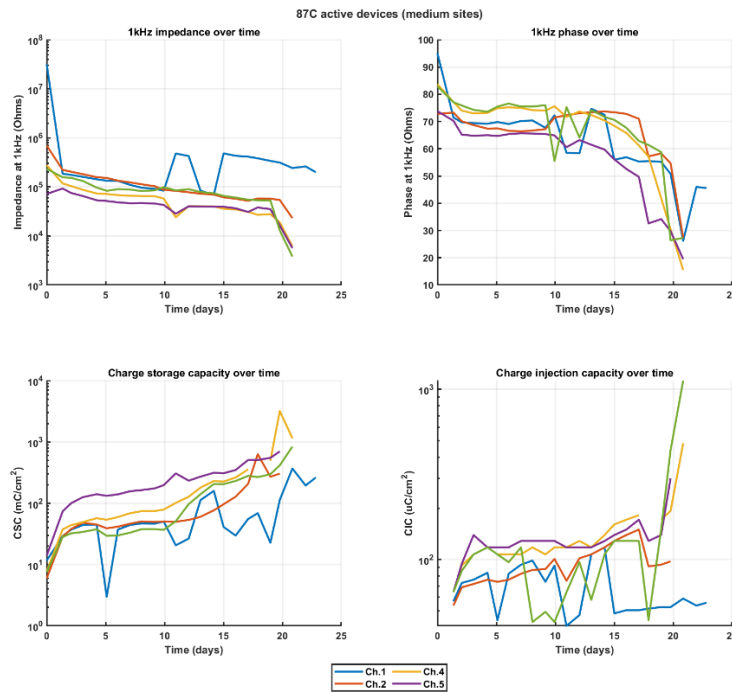 87C active devices (medium sites)
1kHz impedance over time
1kHz phase over time
Impedance at 1kHz (Ohms)
10^8
10^7
10^6
10^5
10^4
10^3
0 5 10 15 20 25
Time (days)
Phase at 1kHz (Ohms)
100
90
80
70
60
50
40
30
20
10
0 5 10 15 20 25
Time (days)
Charge storage capacity over time
Charge injection capacity over time
CSC (mC/cm^2)
10^4
10^3
10^2
10^1
10^0
0 5 10 15 20 25
Time (days)
CIC (uC/cm^2)
10^3
10^2
0 5 10 15 20 25
Time (days)
Ch.1 Ch.4
Ch.2 Ch.5